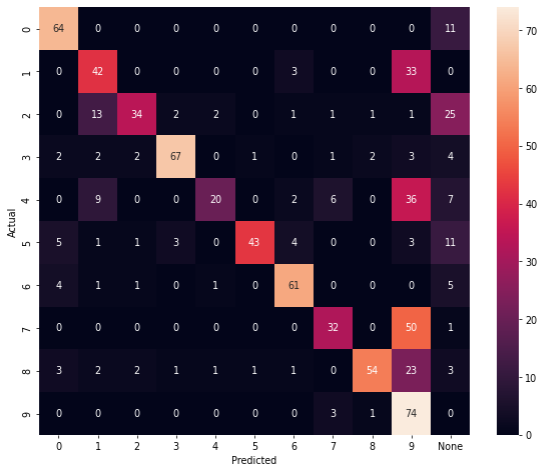 0 64 0 0 0 0 0 0 0 0 0 11
1 0 42 0 0 0 0 3 0 0 33 0
2 0 13 34 2 2 0 1 1 1 1 25
3 2 2 2 67 0 1 0 1 2 3 4
4 0 9 0 0 20 0 2 6 0 36 7
5 5 1 1 3 0 43 4 0 0 3 11
6 4 1 1 0 1 0 61 0 0 0 5
7 0 0 0 0 0 0 0 32 0 50 1
8 3 2 2 1 1 1 1 0 54 23 3
9 0 0 0 0 0 0 0 3 1 74 0
0 1 2 3 4 5 6 7 8 9 None
Predicted
Actual
70
60
50
40
30
20
10
0